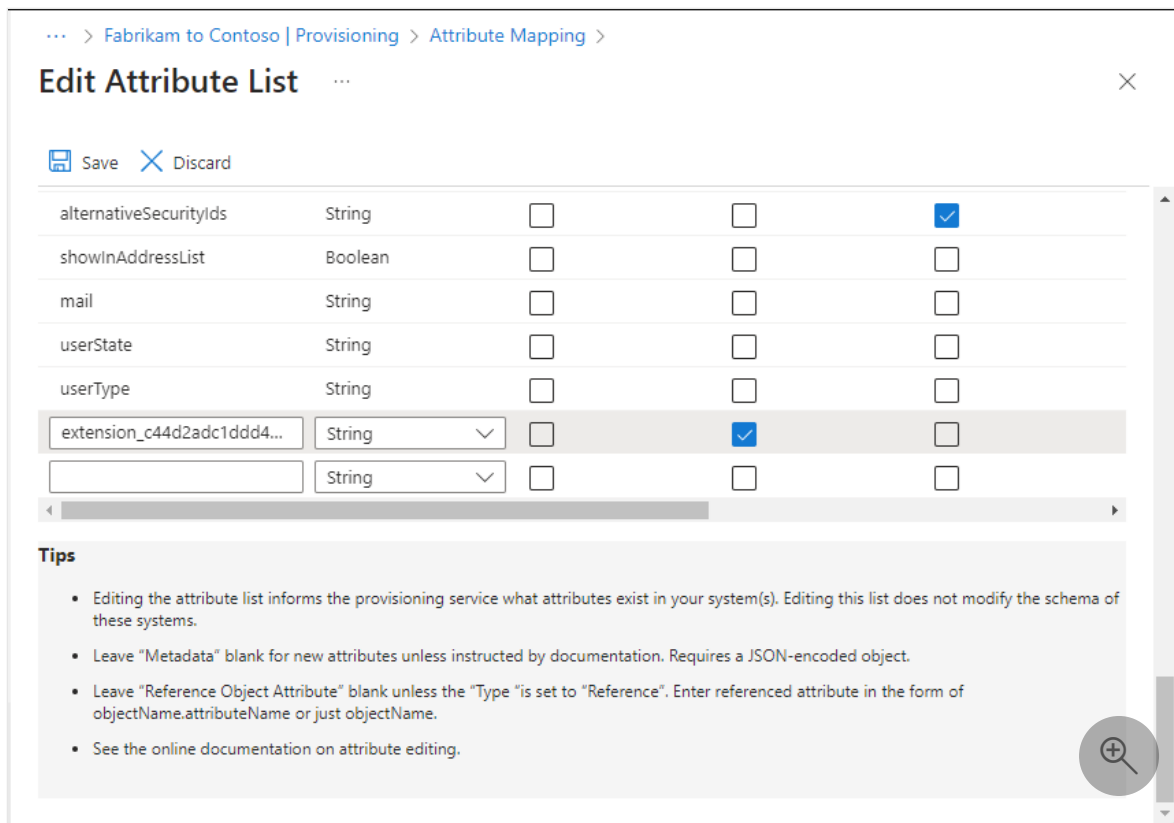 ··· > Fabrikam to Contoso | Provisioning > Attribute Mapping >
Edit Attribute List ···
Save Discard
alternativeSecurityIds String
showInAddressList Boolean
mail String
userState String
userType String
extension_c44d2adc1ddd4... String
String
Tips
• Editing the attribute list informs the provisioning service what attributes exist in your system(s). Editing this list does not modify the schema of
these systems.
• Leave “Metadata” blank for new attributes unless instructed by documentation. Requires a JSON-encoded object.
• Leave “Reference Object Attribute” blank unless the “Type “is set to “Reference”. Enter referenced attribute in the form of
objectName.attributeName or just objectName.
• See the online documentation on attribute editing.